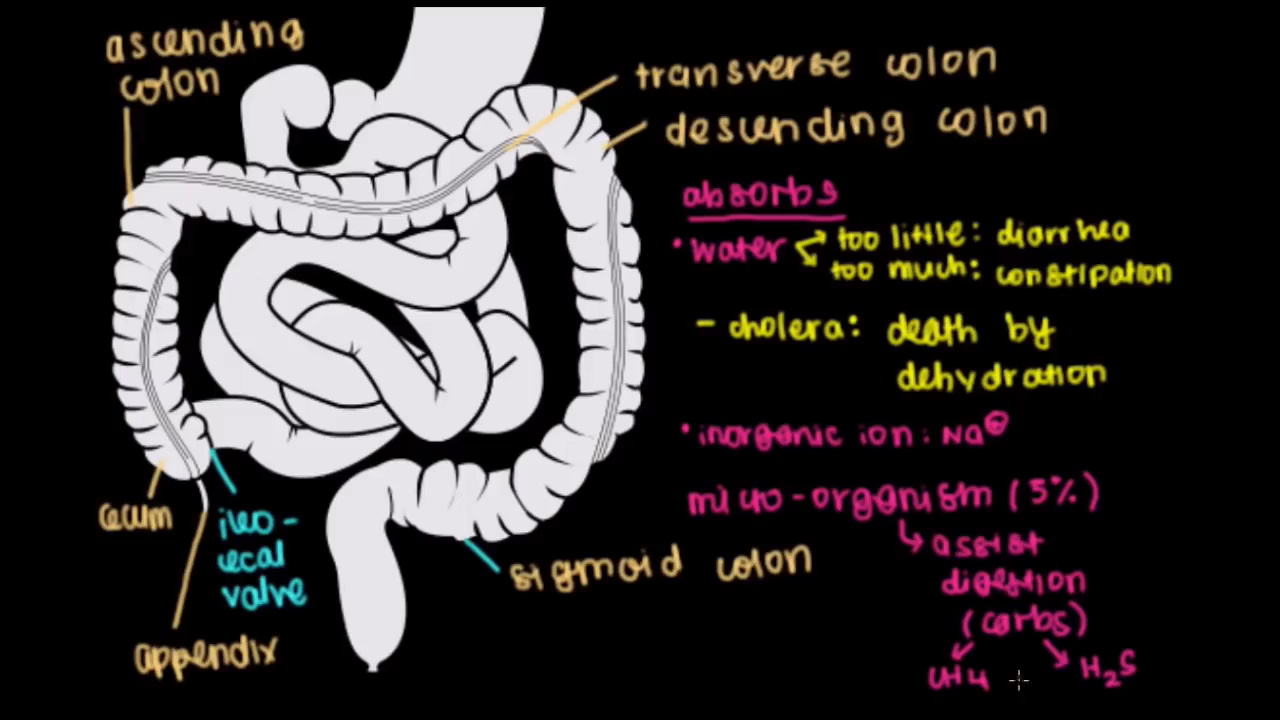 ascending
colon
transverse colon
descending colon
absorbs
• water
too little: diarrhea
too much: constipation
- cholera: death by
dehydration
• inorganic ion: Na⊕
micro-organism (5%)
assist
digestion
(carbs)
CH4
H2S
cecum
ileo-
cecal
valve
sigmoid colon
appendix